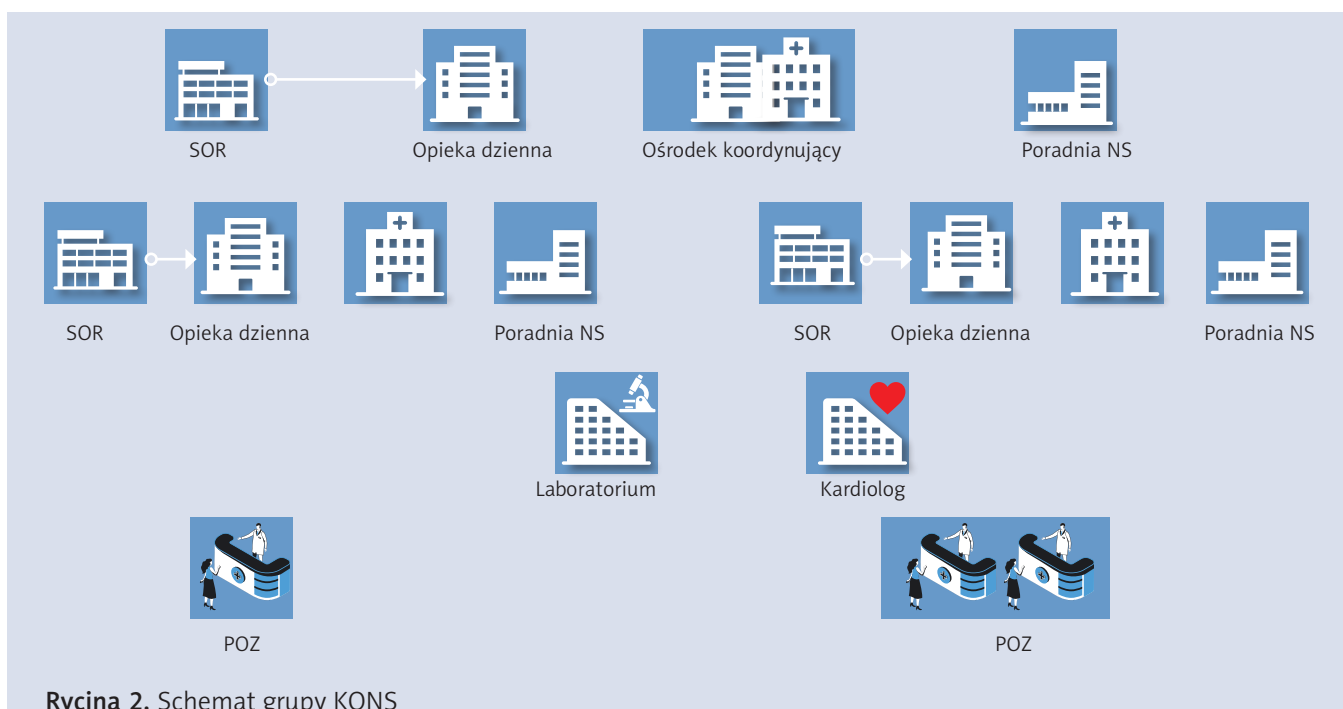 SOR Opieka dzienna Ośrodek koordynujący Poradnia NS
SOR Opieka dzienna Poradnia NS SOR Opieka dzienna Poradnia NS
Laboratorium Kardiolog
POZ POZ
Rycina 2. Schemat grupy KONS